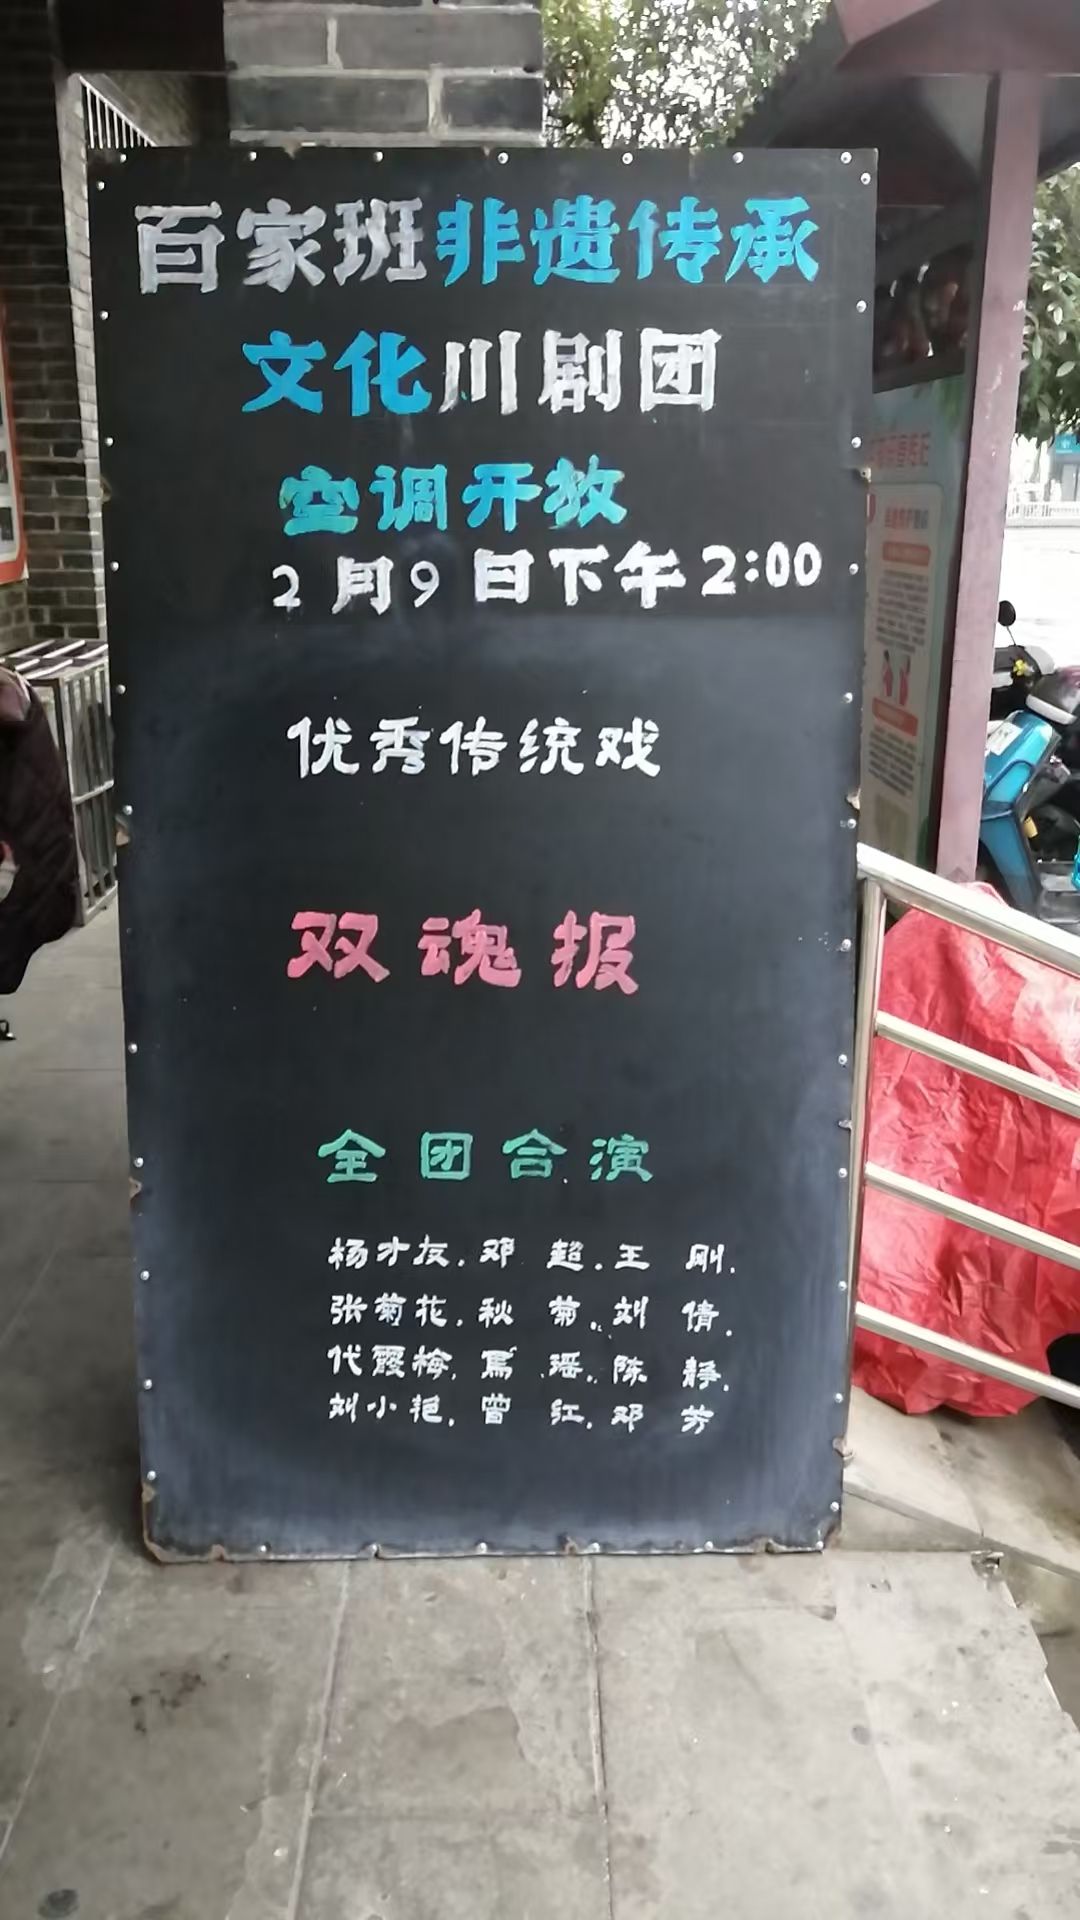 百家班非遗传承
文化川剧团
空调开放
2月9日下午2:00
优秀传统戏
双魂报
全团合演
杨才友.邓 超.王 刚.
张菊花.秋 菊.刘 倩.
代霞梅.馬 瑶.陈 静.
刘小艳.曾 红.邓 芳